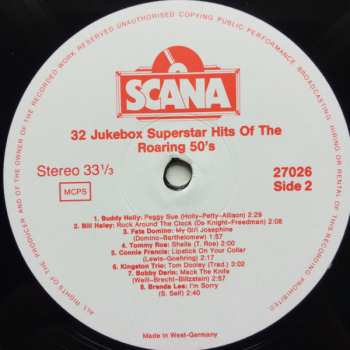 ALL RIGHTS OF THE PRODUCER AND OF THE OWNER OF THE RECORDED WORK RESERVED UNAUTHORISED COPYING PUBLIC PERFORMANCE BROADCASTING HIRING OR RENTAL OF THIS RECORDING PROHIBITED
SCANA
32 Jukebox Superstar Hits Of The
Roaring 50's
Stereo 33 1/3
27026
MCPS
Side 2
1. Buddy Holly: Peggy Sue (Holly-Petty-Allison) 2:29
2. Bill Haley: Rock Around The Clock (De Knight-Freedman) 2:08
3. Fats Domino: My Girl Josephine
(Domino-Bartholomew) 1:57
4. Tommy Roe: Sheila (T. Roe) 2:00
5. Connie Francis: Lipstick On Your Collar
(Lewis-Goehring) 2:17
6. Kingston Trio: Tom Dooley (Trad.) 3:02
7. Bobby Darin: Mack The Knife
(Weill-Brecht-Blitzstein) 3:11
8. Brenda Lee: I'm Sorry
(S. Self) 2:40
Made in West-Germany